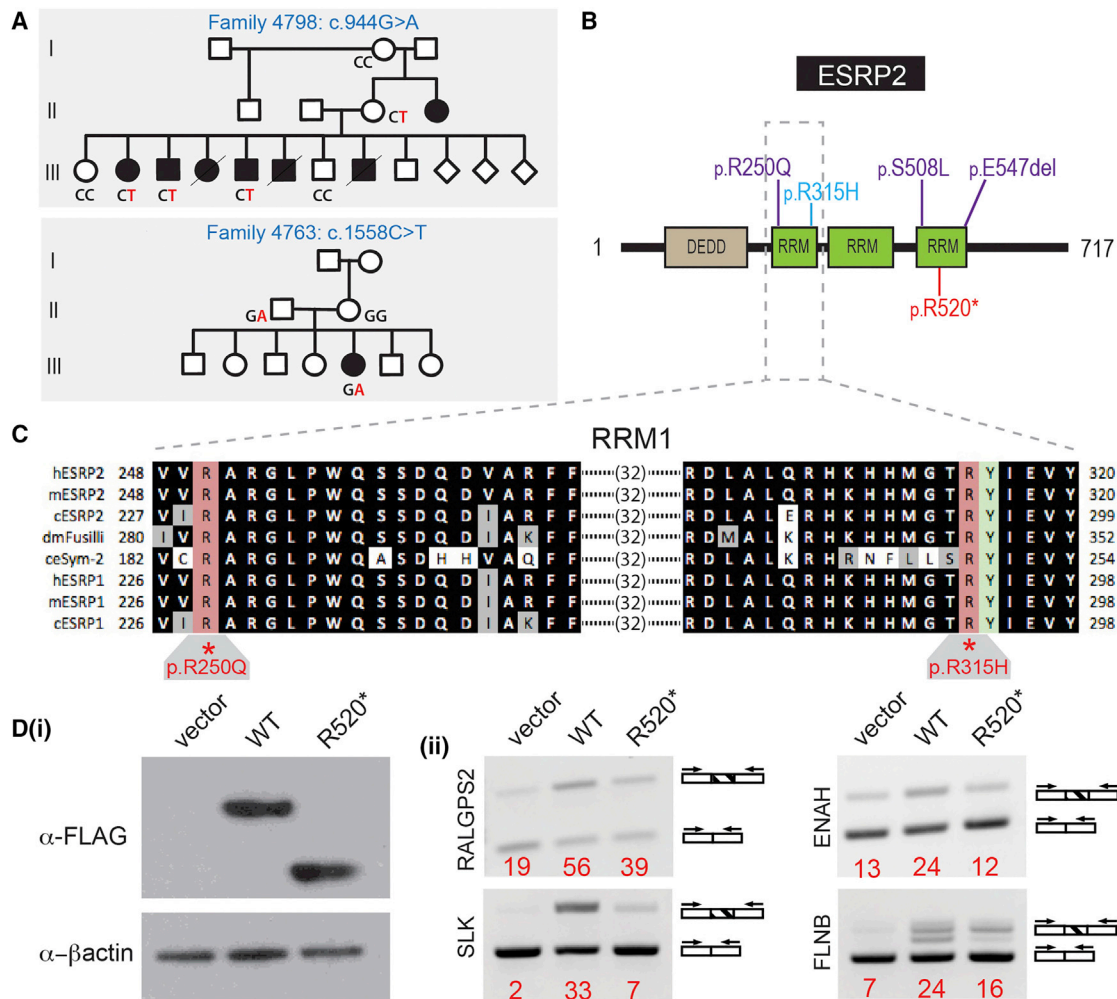 A
Family 4798: c.944G>A
I
CC
II
CT
III
CC CT CT CT CC
Family 4763: c.1558C>T
I
II
GA GG
III
GA
B
ESRP2
p.R250Q
p.R315H
p.S508L
p.E547del
1 DEDD RRM RRM RRM 717
p.R520*
C
RRM1
hESRP2 248 V V R A R G L P W Q S S D Q D V A R F F (32) R D L A L Q R H K H H M G T R Y I E V Y 320
mESRP2 248 V V R A R G L P W Q S S D Q D V A R F F (32) R D L A L Q R H K H H M G T R Y I E V Y 320
cESRP2 227 V I R A R G L P W Q S S D Q D I A R F F (32) R D L A L E R H K H H M G T R Y I E V Y 299
dmFusilli 280 I V R A R G L P W Q S S D Q D I A K F F (32) R D M A L K R H K H H M G T R Y I E V Y 352
ceSym-2 182 V C R A R G L P W Q A S D H H V A Q F F (32) R D L A L K R H R N F L L S R Y I E V Y 254
hESRP1 226 V V R A R G L P W Q S S D Q D I A R F F (32) R D L A L Q R H K H H M G T R Y I E V Y 298
mESRP1 226 V V R A R G L P W Q S S D Q D I A R F F (32) R D L A L Q R H K H H M G T R Y I E V Y 298
cESRP1 226 V I R A R G L P W Q S S D Q D I A K F F (32) R D L A L Q R H K H H M G T R Y I E V Y 298
* *
p.R250Q p.R315H
D(i)
vector WT R520*
α-FLAG
α-βactin
(ii)
vector WT R520*
RALGPS2
19 56 39
SLK
2 33 7
vector WT R520*
ENAH
13 24 12
FLNB
7 24 16